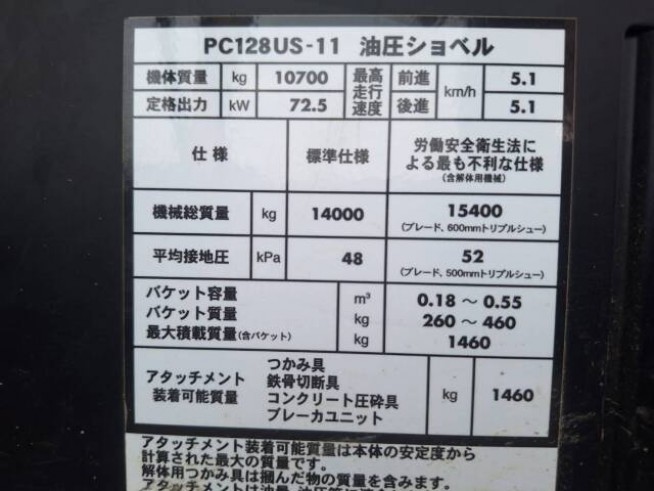 PC128US-11 油圧ショベル
機体質量 kg 10700 最高走行速度 前進 km/h 5.1
定格出力 kW 72.5 後進 5.1
仕様 標準仕様 労働安全衛生法に
よる最も不利な仕様
(含解体用機械)
機械総質量 kg 14000 15400
(ブレード、600mmトリプルシュー)
平均接地圧 kPa 48 52
(ブレード、500mmトリプルシュー)
バケット容量 m³ 0.18 ～ 0.55
バケット質量 kg 260 ～ 460
最大積載質量(含バケット) kg 1460
アタッチメント
装着可能質量
つかみ具
鉄骨切断具
コンクリート圧砕具
ブレーカユニット
kg 1460
アタッチメント装着可能質量は本体の安定度から
計算された最大の質量です。
解体用つかみ具は掴んだ物の質量を含みます。